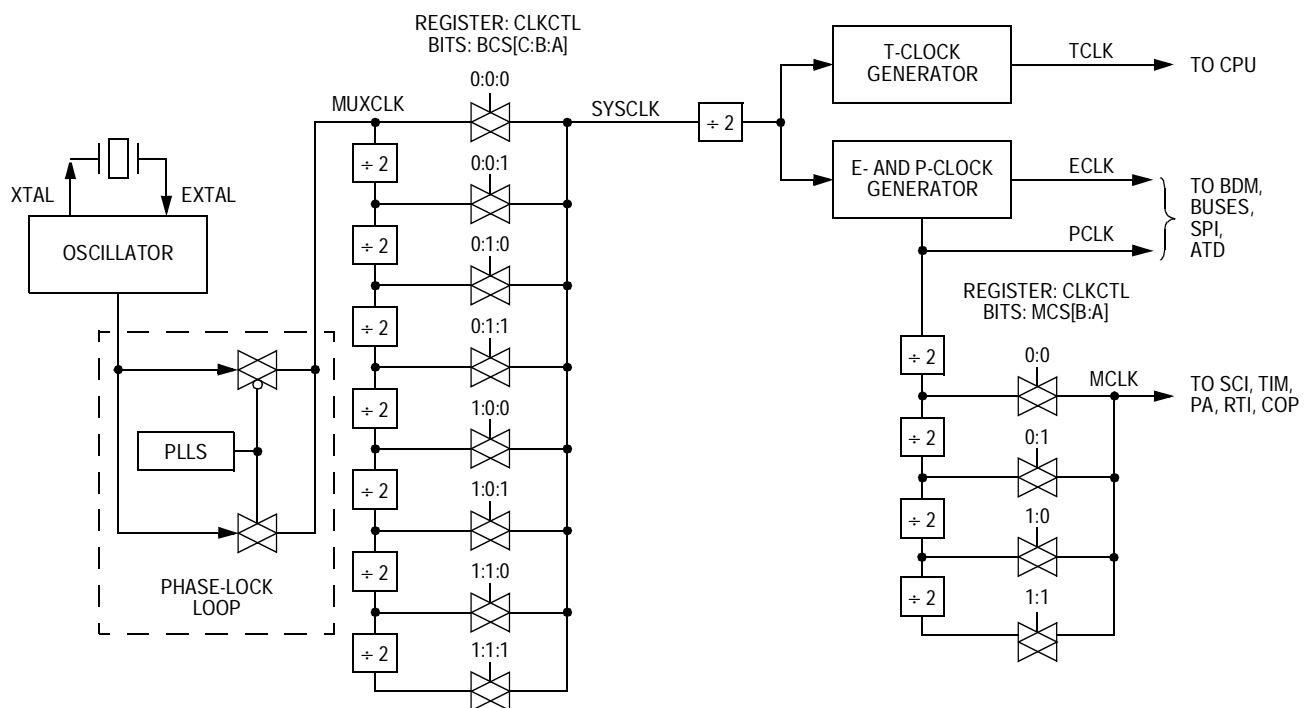 REGISTER: CLKCTL
BITS: BCS[C:B:A]
0:0:0
MUXCLK
SYSCLK
÷ 2
T-CLOCK
GENERATOR
TCLK
TO CPU
÷ 2
0:0:1
÷ 2
0:1:0
÷ 2
0:1:1
÷ 2
1:0:0
÷ 2
1:0:1
÷ 2
1:1:0
÷ 2
1:1:1
XTAL
EXTAL
OSCILLATOR
PLLS
PHASE-LOCK
LOOP
E- AND P-CLOCK
GENERATOR
ECLK
PCLK
TO BDM,
BUSES,
SPI,
ATD
REGISTER: CLKCTL
BITS: MCS[B:A]
÷ 2
0:0
MCLK
TO SCI, TIM,
PA, RTI, COP
÷ 2
0:1
÷ 2
1:0
÷ 2
1:1